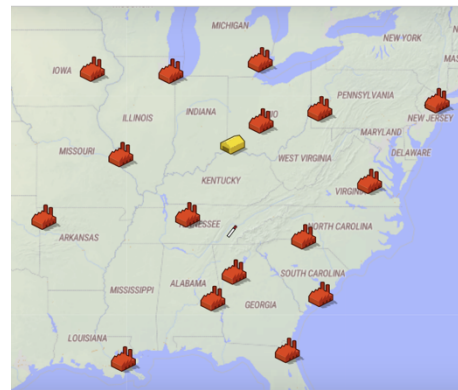 MICHIGAN
NEW YORK
IOWA
PENNSYLVANIA
ILLINOIS
INDIANA
NEW JERSEY
MARYLAND
MISSOURI
DELAWARE
WEST VIRGINIA
KENTUCKY
NORTH CAROLINA
ARKANSAS
SOUTH CAROLINA
ALABAMA
MISSISSIPPI
GEORGIA
LOUISIANA